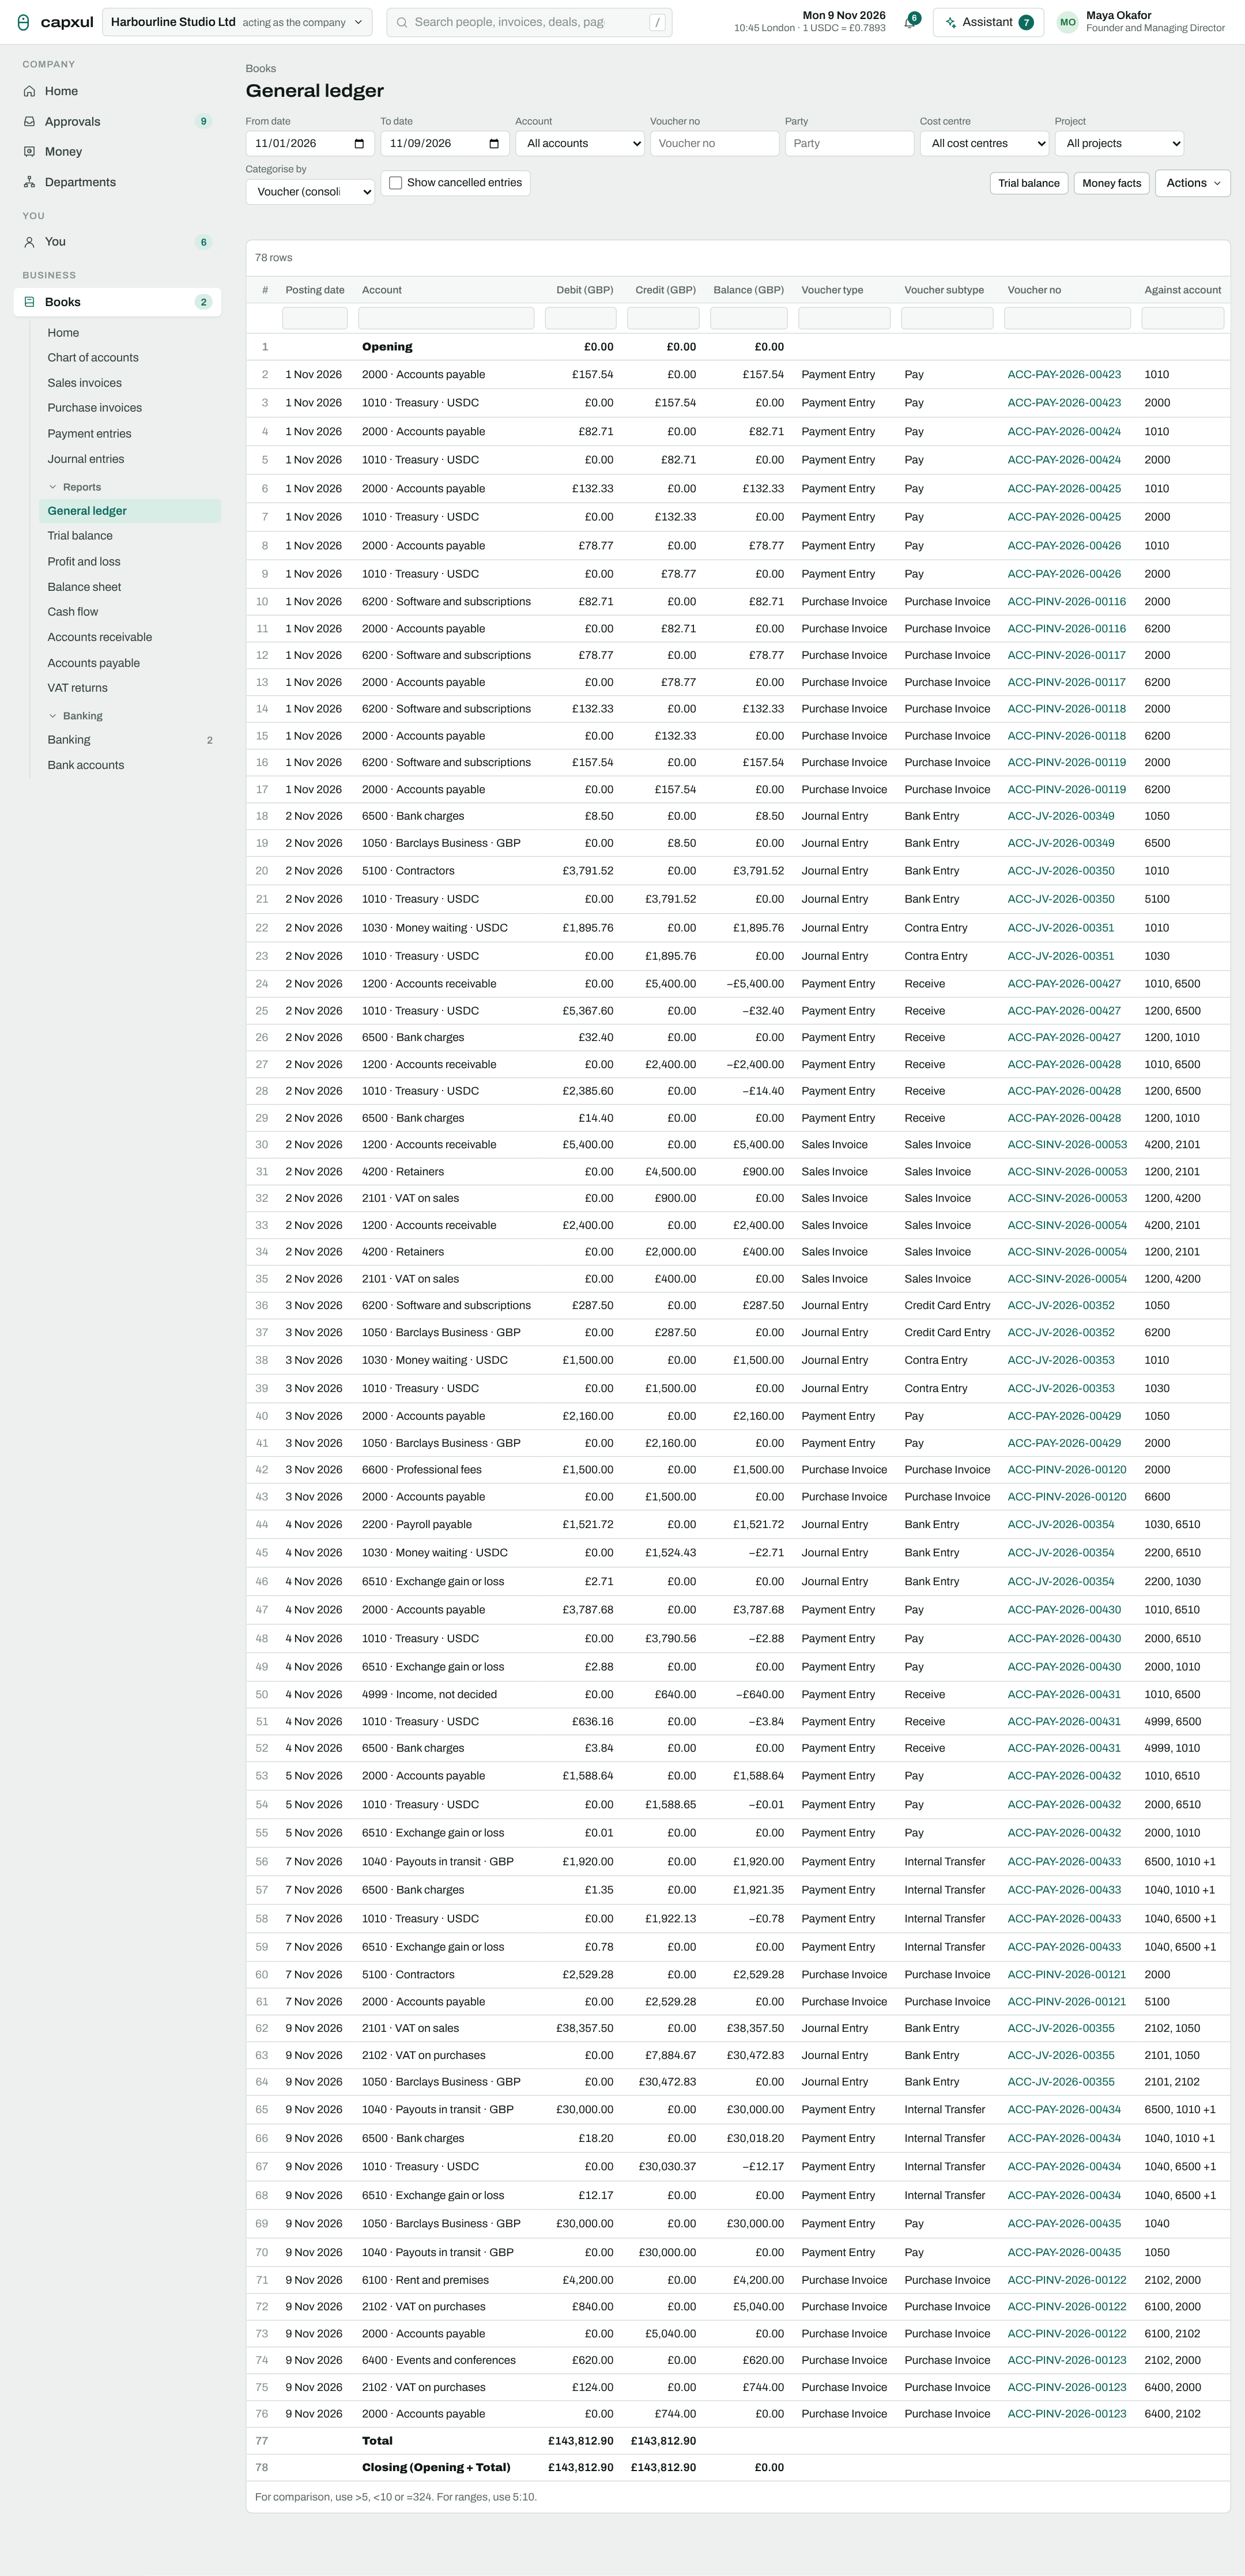 capxul
Harbourline Studio Ltd acting as the company
Search people, invoices, deals, pag /
Mon 9 Nov 2026
10:45 London · 1 USDC = £0.7893
6
Assistant 7
MO
Maya Okafor
Founder and Managing Director
COMPANY
Home
Approvals 9
Money
Departments
YOU
You 6
BUSINESS
Books 2
Home
Chart of accounts
Sales invoices
Purchase invoices
Payment entries
Journal entries
Reports
General ledger
Trial balance
Profit and loss
Balance sheet
Cash flow
Accounts receivable
Accounts payable
VAT returns
Banking
Banking 2
Bank accounts
Books
General ledger
From date To date Account Voucher no Party Cost centre Project
11/01/2026 11/09/2026 All accounts Voucher no Party All cost centres All projects
Categorise by
Voucher (consoli Show cancelled entries Trial balance Money facts Actions
78 rows
# Posting date Account Debit (GBP) Credit (GBP) Balance (GBP) Voucher type Voucher subtype Voucher no Against account
1 Opening £0.00 £0.00 £0.00
2 1 Nov 2026 2000 · Accounts payable £157.54 £0.00 £157.54 Payment Entry Pay ACC-PAY-2026-00423 1010
3 1 Nov 2026 1010 · Treasury · USDC £0.00 £157.54 £0.00 Payment Entry Pay ACC-PAY-2026-00423 2000
4 1 Nov 2026 2000 · Accounts payable £82.71 £0.00 £82.71 Payment Entry Pay ACC-PAY-2026-00424 1010
5 1 Nov 2026 1010 · Treasury · USDC £0.00 £82.71 £0.00 Payment Entry Pay ACC-PAY-2026-00424 2000
6 1 Nov 2026 2000 · Accounts payable £132.33 £0.00 £132.33 Payment Entry Pay ACC-PAY-2026-00425 1010
7 1 Nov 2026 1010 · Treasury · USDC £0.00 £132.33 £0.00 Payment Entry Pay ACC-PAY-2026-00425 2000
8 1 Nov 2026 2000 · Accounts payable £78.77 £0.00 £78.77 Payment Entry Pay ACC-PAY-2026-00426 1010
9 1 Nov 2026 1010 · Treasury · USDC £0.00 £78.77 £0.00 Payment Entry Pay ACC-PAY-2026-00426 2000
10 1 Nov 2026 6200 · Software and subscriptions £82.71 £0.00 £82.71 Purchase Invoice Purchase Invoice ACC-PINV-2026-00116 2000
11 1 Nov 2026 2000 · Accounts payable £0.00 £82.71 £0.00 Purchase Invoice Purchase Invoice ACC-PINV-2026-00116 6200
12 1 Nov 2026 6200 · Software and subscriptions £78.77 £0.00 £78.77 Purchase Invoice Purchase Invoice ACC-PINV-2026-00117 2000
13 1 Nov 2026 2000 · Accounts payable £0.00 £78.77 £0.00 Purchase Invoice Purchase Invoice ACC-PINV-2026-00117 6200
14 1 Nov 2026 6200 · Software and subscriptions £132.33 £0.00 £132.33 Purchase Invoice Purchase Invoice ACC-PINV-2026-00118 2000
15 1 Nov 2026 2000 · Accounts payable £0.00 £132.33 £0.00 Purchase Invoice Purchase Invoice ACC-PINV-2026-00118 6200
16 1 Nov 2026 6200 · Software and subscriptions £157.54 £0.00 £157.54 Purchase Invoice Purchase Invoice ACC-PINV-2026-00119 2000
17 1 Nov 2026 2000 · Accounts payable £0.00 £157.54 £0.00 Purchase Invoice Purchase Invoice ACC-PINV-2026-00119 6200
18 2 Nov 2026 6500 · Bank charges £8.50 £0.00 £8.50 Journal Entry Bank Entry ACC-JV-2026-00349 1050
19 2 Nov 2026 1050 · Barclays Business · GBP £0.00 £8.50 £0.00 Journal Entry Bank Entry ACC-JV-2026-00349 6500
20 2 Nov 2026 5100 · Contractors £3,791.52 £0.00 £3,791.52 Journal Entry Bank Entry ACC-JV-2026-00350 1010
21 2 Nov 2026 1010 · Treasury · USDC £0.00 £3,791.52 £0.00 Journal Entry Bank Entry ACC-JV-2026-00350 5100
22 2 Nov 2026 1030 · Money waiting · USDC £1,895.76 £0.00 £1,895.76 Journal Entry Contra Entry ACC-JV-2026-00351 1010
23 2 Nov 2026 1010 · Treasury · USDC £0.00 £1,895.76 £0.00 Journal Entry Contra Entry ACC-JV-2026-00351 1030
24 2 Nov 2026 1200 · Accounts receivable £0.00 £5,400.00 –£5,400.00 Payment Entry Receive ACC-PAY-2026-00427 1010, 6500
25 2 Nov 2026 1010 · Treasury · USDC £5,367.60 £0.00 –£32.40 Payment Entry Receive ACC-PAY-2026-00427 1200, 6500
26 2 Nov 2026 6500 · Bank charges £32.40 £0.00 £0.00 Payment Entry Receive ACC-PAY-2026-00427 1200, 1010
27 2 Nov 2026 1200 · Accounts receivable £0.00 £2,400.00 –£2,400.00 Payment Entry Receive ACC-PAY-2026-00428 1010, 6500
28 2 Nov 2026 1010 · Treasury · USDC £2,385.60 £0.00 –£14.40 Payment Entry Receive ACC-PAY-2026-00428 1200, 6500
29 2 Nov 2026 6500 · Bank charges £14.40 £0.00 £0.00 Payment Entry Receive ACC-PAY-2026-00428 1200, 1010
30 2 Nov 2026 1200 · Accounts receivable £5,400.00 £0.00 £5,400.00 Sales Invoice Sales Invoice ACC-SINV-2026-00053 4200, 2101
31 2 Nov 2026 4200 · Retainers £0.00 £4,500.00 £900.00 Sales Invoice Sales Invoice ACC-SINV-2026-00053 1200, 2101
32 2 Nov 2026 2101 · VAT on sales £0.00 £900.00 £0.00 Sales Invoice Sales Invoice ACC-SINV-2026-00053 1200, 4200
33 2 Nov 2026 1200 · Accounts receivable £2,400.00 £0.00 £2,400.00 Sales Invoice Sales Invoice ACC-SINV-2026-00054 4200, 2101
34 2 Nov 2026 4200 · Retainers £0.00 £2,000.00 £400.00 Sales Invoice Sales Invoice ACC-SINV-2026-00054 1200, 2101
35 2 Nov 2026 2101 · VAT on sales £0.00 £400.00 £0.00 Sales Invoice Sales Invoice ACC-SINV-2026-00054 1200, 4200
36 3 Nov 2026 6200 · Software and subscriptions £287.50 £0.00 £287.50 Journal Entry Credit Card Entry ACC-JV-2026-00352 1050
37 3 Nov 2026 1050 · Barclays Business · GBP £0.00 £287.50 £0.00 Journal Entry Credit Card Entry ACC-JV-2026-00352 6200
38 3 Nov 2026 1030 · Money waiting · USDC £1,500.00 £0.00 £1,500.00 Journal Entry Contra Entry ACC-JV-2026-00353 1010
39 3 Nov 2026 1010 · Treasury · USDC £0.00 £1,500.00 £0.00 Journal Entry Contra Entry ACC-JV-2026-00353 1030
40 3 Nov 2026 2000 · Accounts payable £2,160.00 £0.00 £2,160.00 Payment Entry Pay ACC-PAY-2026-00429 1050
41 3 Nov 2026 1050 · Barclays Business · GBP £0.00 £2,160.00 £0.00 Payment Entry Pay ACC-PAY-2026-00429 2000
42 3 Nov 2026 6600 · Professional fees £1,500.00 £0.00 £1,500.00 Purchase Invoice Purchase Invoice ACC-PINV-2026-00120 2000
43 3 Nov 2026 2000 · Accounts payable £0.00 £1,500.00 £0.00 Purchase Invoice Purchase Invoice ACC-PINV-2026-00120 6600
44 4 Nov 2026 2200 · Payroll payable £1,521.72 £0.00 £1,521.72 Journal Entry Bank Entry ACC-JV-2026-00354 1030, 6510
45 4 Nov 2026 1030 · Money waiting · USDC £0.00 £1,524.43 –£2.71 Journal Entry Bank Entry ACC-JV-2026-00354 2200, 6510
46 4 Nov 2026 6510 · Exchange gain or loss £2.71 £0.00 £0.00 Journal Entry Bank Entry ACC-JV-2026-00354 2200, 1030
47 4 Nov 2026 2000 · Accounts payable £3,787.68 £0.00 £3,787.68 Payment Entry Pay ACC-PAY-2026-00430 1010, 6510
48 4 Nov 2026 1010 · Treasury · USDC £0.00 £3,790.56 –£2.88 Payment Entry Pay ACC-PAY-2026-00430 2000, 6510
49 4 Nov 2026 6510 · Exchange gain or loss £2.88 £0.00 £0.00 Payment Entry Pay ACC-PAY-2026-00430 2000, 1010
50 4 Nov 2026 4999 · Income, not decided £0.00 £640.00 –£640.00 Payment Entry Receive ACC-PAY-2026-00431 1010, 6500
51 4 Nov 2026 1010 · Treasury · USDC £636.16 £0.00 –£3.84 Payment Entry Receive ACC-PAY-2026-00431 4999, 6500
52 4 Nov 2026 6500 · Bank charges £3.84 £0.00 £0.00 Payment Entry Receive ACC-PAY-2026-00431 4999, 1010
53 5 Nov 2026 2000 · Accounts payable £1,588.64 £0.00 £1,588.64 Payment Entry Pay ACC-PAY-2026-00432 1010, 6510
54 5 Nov 2026 1010 · Treasury · USDC £0.00 £1,588.65 –£0.01 Payment Entry Pay ACC-PAY-2026-00432 2000, 6510
55 5 Nov 2026 6510 · Exchange gain or loss £0.01 £0.00 £0.00 Payment Entry Pay ACC-PAY-2026-00432 2000, 1010
56 7 Nov 2026 1040 · Payouts in transit · GBP £1,920.00 £0.00 £1,920.00 Payment Entry Internal Transfer ACC-PAY-2026-00433 6500, 1010 +1
57 7 Nov 2026 6500 · Bank charges £1.35 £0.00 £1,921.35 Payment Entry Internal Transfer ACC-PAY-2026-00433 1040, 1010 +1
58 7 Nov 2026 1010 · Treasury · USDC £0.00 £1,922.13 –£0.78 Payment Entry Internal Transfer ACC-PAY-2026-00433 1040, 6500 +1
59 7 Nov 2026 6510 · Exchange gain or loss £0.78 £0.00 £0.00 Payment Entry Internal Transfer ACC-PAY-2026-00433 1040, 6500 +1
60 7 Nov 2026 5100 · Contractors £2,529.28 £0.00 £2,529.28 Purchase Invoice Purchase Invoice ACC-PINV-2026-00121 2000
61 7 Nov 2026 2000 · Accounts payable £0.00 £2,529.28 £0.00 Purchase Invoice Purchase Invoice ACC-PINV-2026-00121 5100
62 9 Nov 2026 2101 · VAT on sales £38,357.50 £0.00 £38,357.50 Journal Entry Bank Entry ACC-JV-2026-00355 2102, 1050
63 9 Nov 2026 2102 · VAT on purchases £0.00 £7,884.67 £30,472.83 Journal Entry Bank Entry ACC-JV-2026-00355 2101, 1050
64 9 Nov 2026 1050 · Barclays Business · GBP £0.00 £30,472.83 £0.00 Journal Entry Bank Entry ACC-JV-2026-00355 2101, 2102
65 9 Nov 2026 1040 · Payouts in transit · GBP £30,000.00 £0.00 £30,000.00 Payment Entry Internal Transfer ACC-PAY-2026-00434 6500, 1010 +1
66 9 Nov 2026 6500 · Bank charges £18.20 £0.00 £30,018.20 Payment Entry Internal Transfer ACC-PAY-2026-00434 1040, 1010 +1
67 9 Nov 2026 1010 · Treasury · USDC £0.00 £30,030.37 –£12.17 Payment Entry Internal Transfer ACC-PAY-2026-00434 1040, 6500 +1
68 9 Nov 2026 6510 · Exchange gain or loss £12.17 £0.00 £0.00 Payment Entry Internal Transfer ACC-PAY-2026-00434 1040, 6500 +1
69 9 Nov 2026 1050 · Barclays Business · GBP £30,000.00 £0.00 £30,000.00 Payment Entry Pay ACC-PAY-2026-00435 1040
70 9 Nov 2026 1040 · Payouts in transit · GBP £0.00 £30,000.00 £0.00 Payment Entry Pay ACC-PAY-2026-00435 1050
71 9 Nov 2026 6100 · Rent and premises £4,200.00 £0.00 £4,200.00 Purchase Invoice Purchase Invoice ACC-PINV-2026-00122 2102, 2000
72 9 Nov 2026 2102 · VAT on purchases £840.00 £0.00 £5,040.00 Purchase Invoice Purchase Invoice ACC-PINV-2026-00122 6100, 2000
73 9 Nov 2026 2000 · Accounts payable £0.00 £5,040.00 £0.00 Purchase Invoice Purchase Invoice ACC-PINV-2026-00122 6100, 2102
74 9 Nov 2026 6400 · Events and conferences £620.00 £0.00 £620.00 Purchase Invoice Purchase Invoice ACC-PINV-2026-00123 2102, 2000
75 9 Nov 2026 2102 · VAT on purchases £124.00 £0.00 £744.00 Purchase Invoice Purchase Invoice ACC-PINV-2026-00123 6400, 2000
76 9 Nov 2026 2000 · Accounts payable £0.00 £744.00 £0.00 Purchase Invoice Purchase Invoice ACC-PINV-2026-00123 6400, 2102
77 Total £143,812.90 £143,812.90
78 Closing (Opening + Total) £143,812.90 £143,812.90 £0.00
For comparison, use >5, <10 or =324. For ranges, use 5:10.